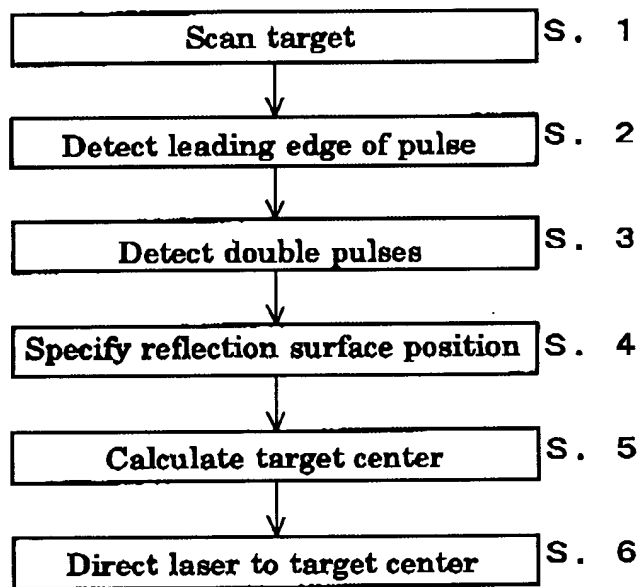 Scan target S. 1
Detect leading edge of pulse S. 2
Detect double pulses S. 3
Specify reflection surface position S. 4
Calculate target center S. 5
Direct laser to target center S. 6